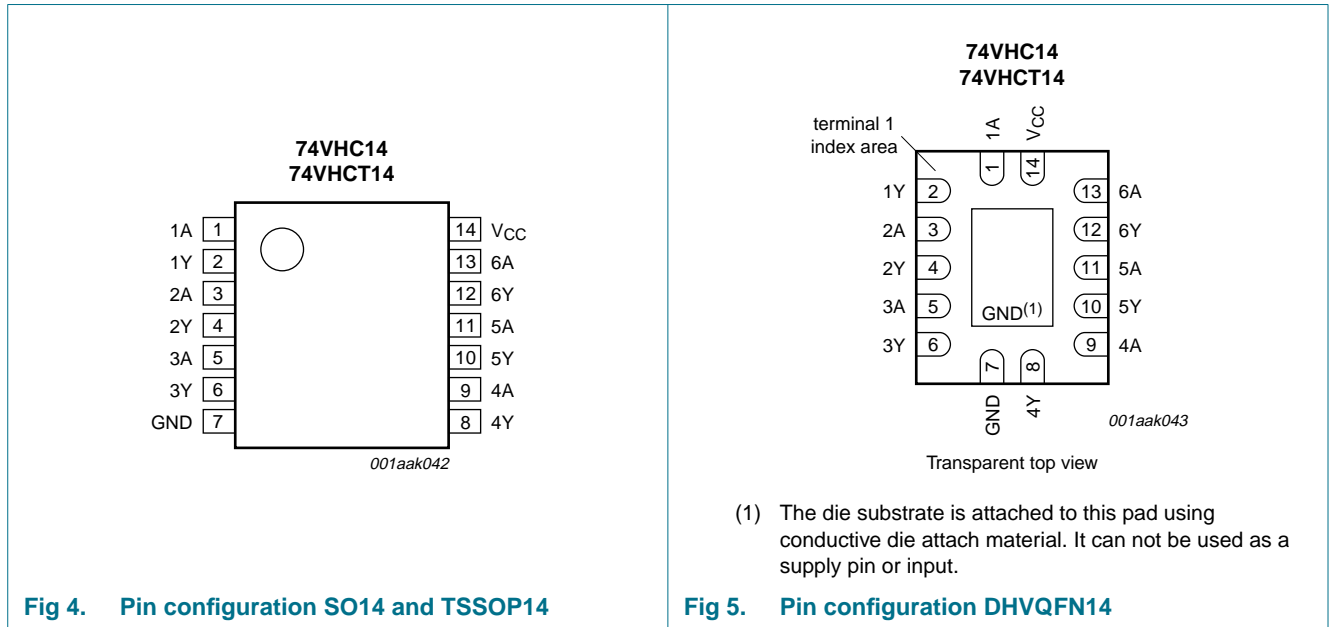 74VHC14
74VHCT14
1A 1 14 VCC
1Y 2 13 6A
2A 3 12 6Y
2Y 4 11 5A
3A 5 10 5Y
3Y 6 9 4A
GND 7 8 4Y
001aak042
Fig 4. Pin configuration SO14 and TSSOP14
74VHC14
74VHCT14
terminal 1
index area
1A VCC
1 14
1Y 2 13 6A
2A 3 12 6Y
2Y 4 11 5A
3A 5 GND(1) 10 5Y
3Y 6 9 4A
7 8
GND 4Y
001aak043
Transparent top view
(1) The die substrate is attached to this pad using
conductive die attach material. It can not be used as a
supply pin or input.
Fig 5. Pin configuration DHVQFN14